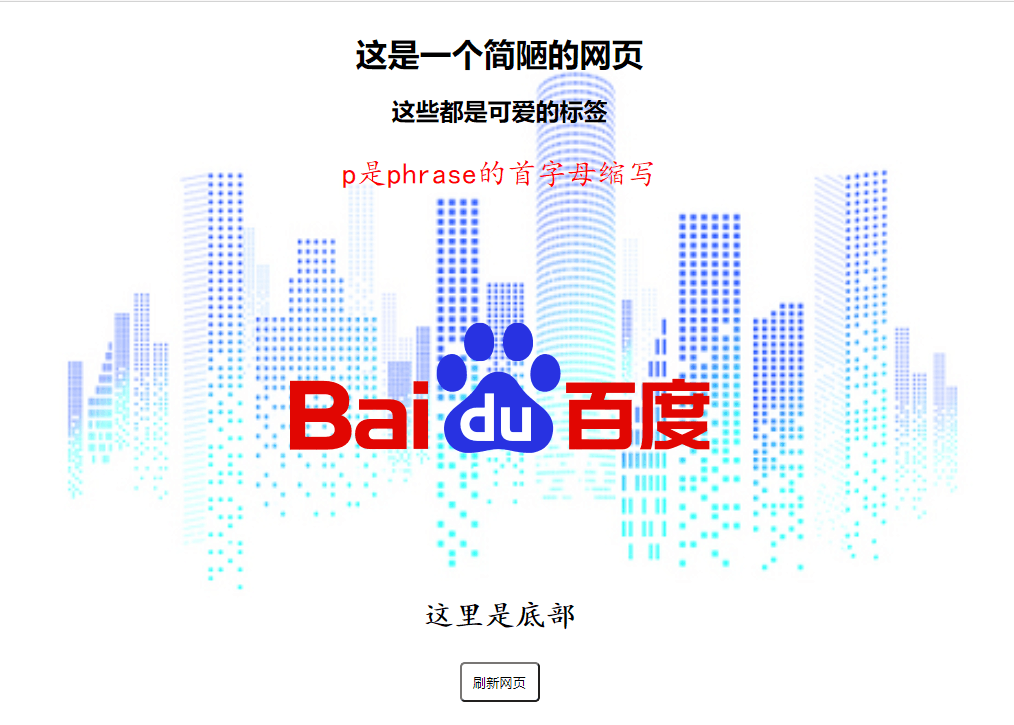 这是一个简陋的网页
这些都是可爱的标签
p是phrase的首字母缩写
Bai du 百度
这里是底部
刷新网页